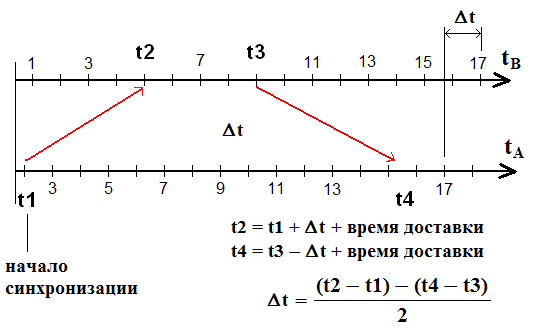 Δt
t2 t3
1 3 7 11 13 15 17 tB
Δt
tA
t1 3 5 7 9 11 13 t4 17
t2 = t1 + Δt + время доставки
t4 = t3 − Δt + время доставки
начало
синхронизации
Δt = (t2 − t1) − (t4 − t3)
2